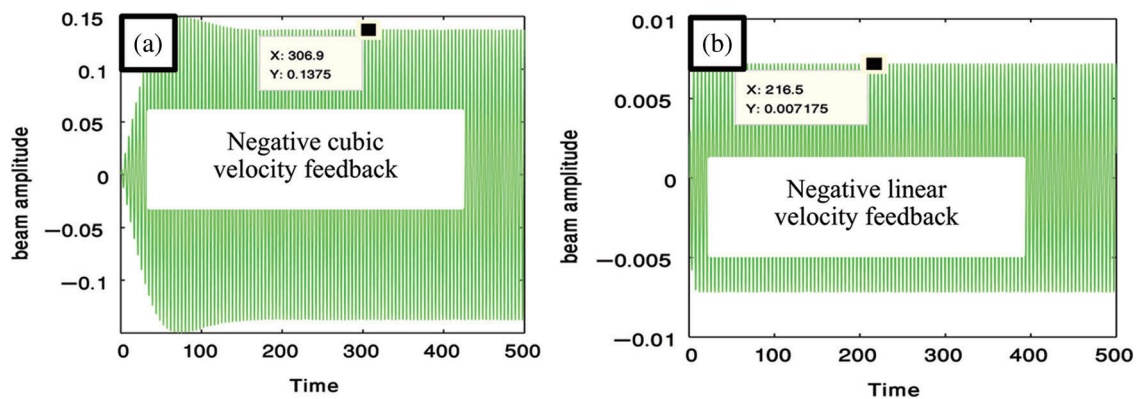 (a)
0.15
0.1
0.05
0
−0.05
−0.1
beam amplitude
X: 306.9
Y: 0.1375
Negative cubic
velocity feedback
0 100 200 300 400 500
Time
(b)
0.01
0.005
0
−0.005
−0.01
beam amplitude
X: 216.5
Y: 0.007175
Negative linear
velocity feedback
0 100 200 300 400 500
Time